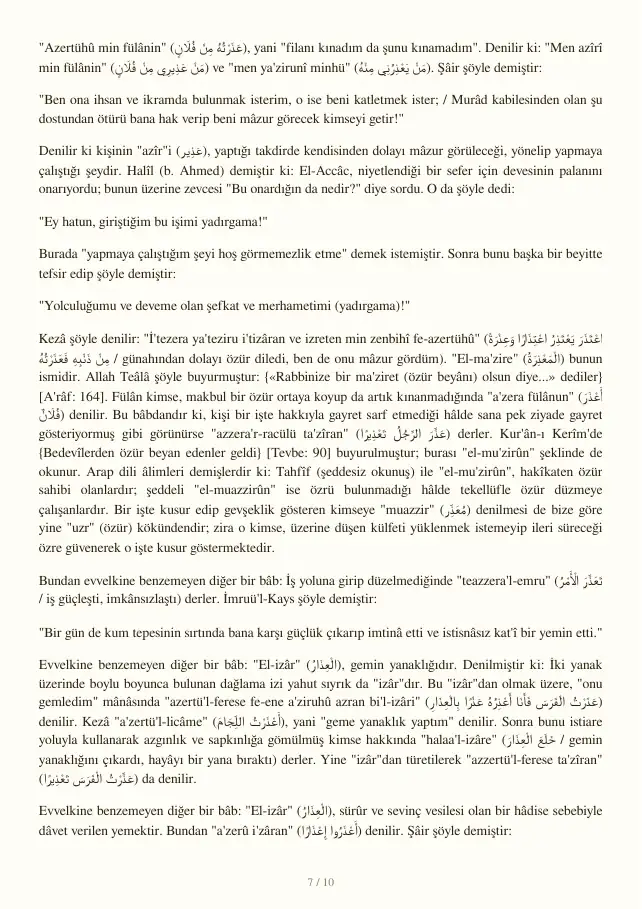 "Azertühû min fülânin" (عَذَرْتُهُ مِنْ فُلَانٍ), yani "filanı kınadım da şunu kınamadım". Denilir ki: "Men azîrî
min fülânin" (مَنْ عَذِيرِي مِنْ فُلَانٍ) ve "men ya'zirunî minhü" (مَنْ يَعْذِرُنِي مِنْهُ). Şâir şöyle demiştir:
"Ben ona ihsan ve ikramda bulunmak isterim, o ise beni katletmek ister; / Murâd kabilesinden olan şu
dostundan ötürü bana hak verip beni mâzur görecek kimseyi getir!"
Denilir ki kişinin "azîr"i (عَذِير), yaptığı takdirde kendisinden dolayı mâzur görüleceği, yönelip yapmaya
çalıştığı şeydir. Halîl (b. Ahmed) demiştir ki: El-Accâc, niyetlendiği bir sefer için devesinin palanını
onarıyordu; bunun üzerine zevcesi "Bu onardığın da nedir?" diye sordu. O da şöyle dedi:
"Ey hatun, giriştiğim bu işimi yadırgama!"
Burada "yapmaya çalıştığım şeyi hoş görmemezlik etme" demek istemiştir. Sonra bunu başka bir beyitte
tefsir edip şöyle demiştir:
"Yolculuğumu ve deveme olan şefkat ve merhametimi (yadırgama)!"
Kezâ şöyle denilir: "İ'tezera ya'teziru i'tizâran ve izreten min zenbihî fe-azertühû" (اعْتَذَرَ يَعْتَذِرُ اعْتِذَارًا وَعِذْرَةً
مِنْ ذَنْبِهِ فَعَذَرْتُهُ / günahından dolayı özür diledi, ben de onu mâzur gördüm). "El-ma'zire" (الْمَعْذِرَةُ) bunun
ismidir. Allah Teâlâ şöyle buyurmuştur: {«Rabbinize bir ma'ziret (özür beyânı) olsun diye...» dediler}
[A'râf: 164]. Fülân kimse, makbul bir özür ortaya koyup da artık kınanmadığında "a'zera fülânun" (أَعْذَرَ
فُلَانٌ) denilir. Bu bâbdandır ki, kişi bir işte hakkıyla gayret sarf etmediği hâlde sana pek ziyade gayret
gösteriyormuş gibi görünürse "azzera'r-racülü ta'zîran" (عَذَّرَ الرَّجُلُ تَعْذِيرًا) derler. Kur'ân-ı Kerîm'de
{Bedevîlerden özür beyan edenler geldi} [Tevbe: 90] buyurulmuştur; burası "el-mu'zirûn" şeklinde de
okunur. Arap dili âlimleri demişlerdir ki: Tahfîf (şeddesiz okunuş) ile "el-mu'zirûn", hakîkaten özür
sahibi olanlardır; şeddeli "el-muazzirûn" ise özrü bulunmadığı hâlde tekellüfle özür düzmeye
çalışanlardır. Bir işte kusur edip gevşeklik gösteren kimseye "muazzir" (مُعَذِّر) denilmesi de bize göre
yine "uzr" (özür) kökündendir; zira o kimse, üzerine düşen külfeti yüklenmek istemeyip ileri süreceği
özre güvenerek o işte kusur göstermektedir.
Bundan evvelkine benzemeyen diğer bir bâb: İş yoluna girip düzelmediğinde "teazzera'l-emru" (تَعَذَّرَ الْأَمْرُ
/ iş güçleşti, imkânsızlaştı) derler. İmruü'l-Kays şöyle demiştir:
"Bir gün de kum tepesinin sırtında bana karşı güçlük çıkarıp imtinâ etti ve istisnâsız kat'î bir yemin etti."
Evvelkine benzemeyen diğer bir bâb: "El-izâr" (الْعِذَارُ), gemin yanaklığıdır. Denilmiştir ki: İki yanak
üzerinde boylu boyunca bulunan dağlama izi yahut sıyrık da "izâr"dır. Bu "izâr"dan olmak üzere, "onu
gemledim" mânâsında "azertü'l-ferese fe-ene a'ziruhû azran bi'l-izâri" (عَذَرْتُ الْفَرَسَ فَأَنَا أَعْذِرُهُ عَذْرًا بِالْعِذَارِ)
denilir. Kezâ "a'zertü'l-licâme" (أَعْذَرْتُ اللِّجَامَ), yani "geme yanaklık yaptım" denilir. Sonra bunu istiare
yoluyla kullanarak azgınlık ve sapkınlığa gömülmüş kimse hakkında "halaa'l-izâre" (خَلَعَ الْعِذَارَ / gemin
yanaklığını çıkardı, hayâyı bir yana bıraktı) derler. Yine "izâr"dan türetilerek "azzertü'l-ferese ta'zîran"
(عَذَّرْتُ الْفَرَسَ تَعْذِيرًا) da denilir.
Evvelkine benzemeyen diğer bir bâb: "El-izâr" (الْعِذَارُ), sürûr ve sevinç vesilesi olan bir hâdise sebebiyle
dâvet verilen yemektir. Bundan "a'zerû i'zâran" (أَعْذَرُوا إِعْذَارًا) denilir. Şâir şöyle demiştir:
7 / 10